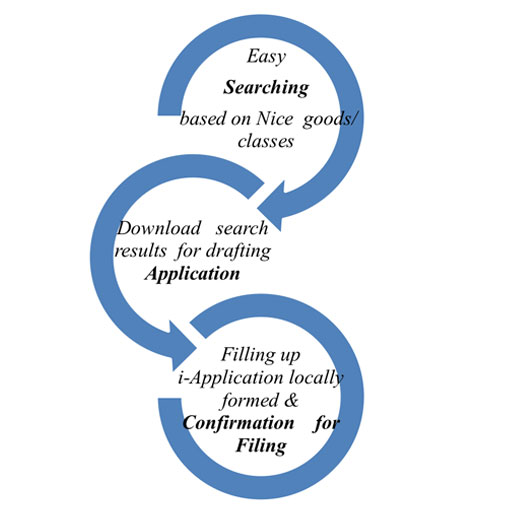 Easy
Searching
based on Nice goods/
classes
Download search
results for drafting
Application
Filling up
i-Application locally
formed &
Confirmation for
Filing